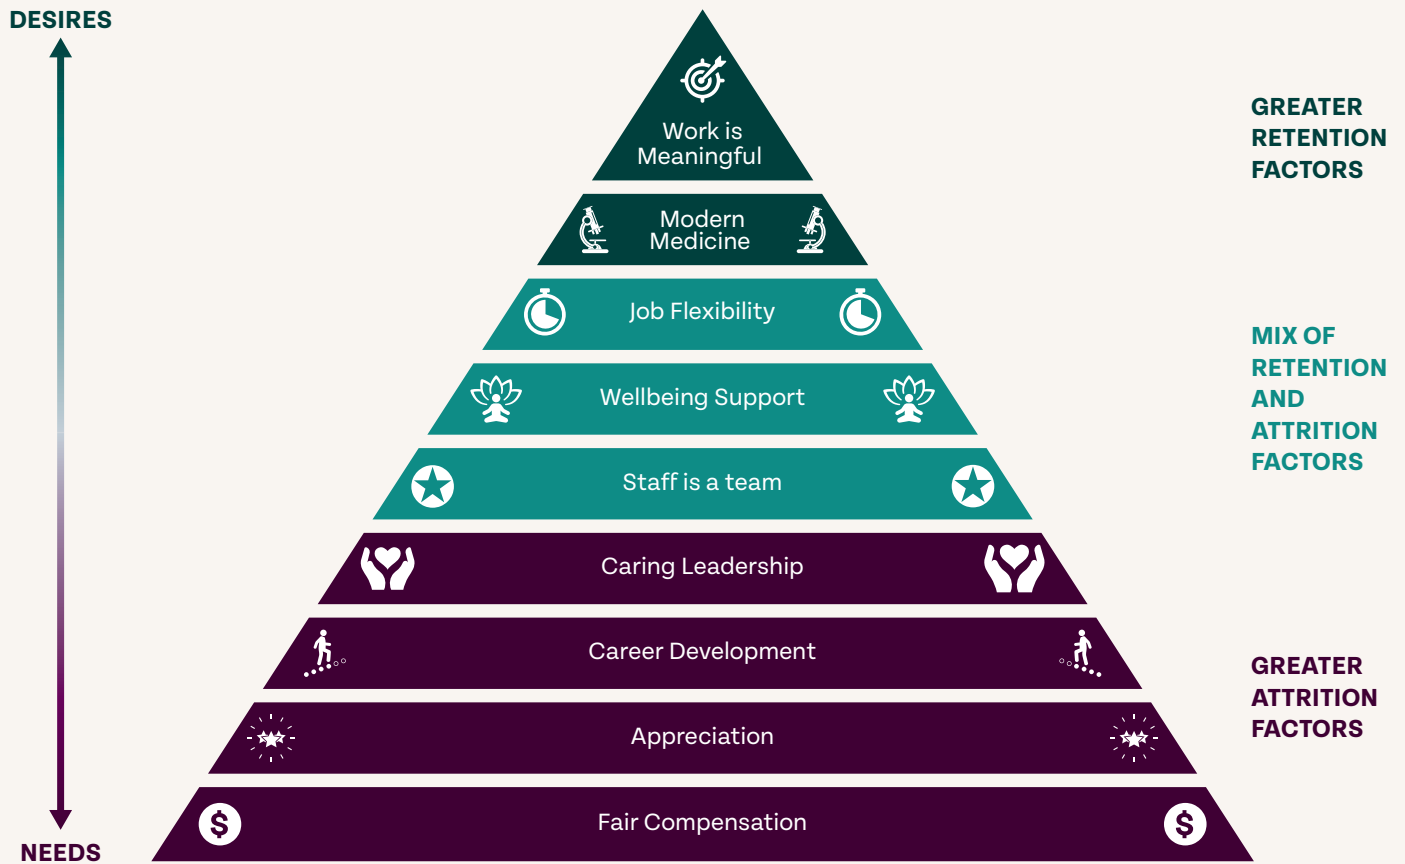 DESIRES
Work is
Meaningful
Modern
Medicine
Job Flexibility
Wellbeing Support
Staff is a team
Caring Leadership
Career Development
Appreciation
$ Fair Compensation $
NEEDS
GREATER
RETENTION
FACTORS
MIX OF
RETENTION
AND
ATTRITION
FACTORS
GREATER
ATTRITION
FACTORS